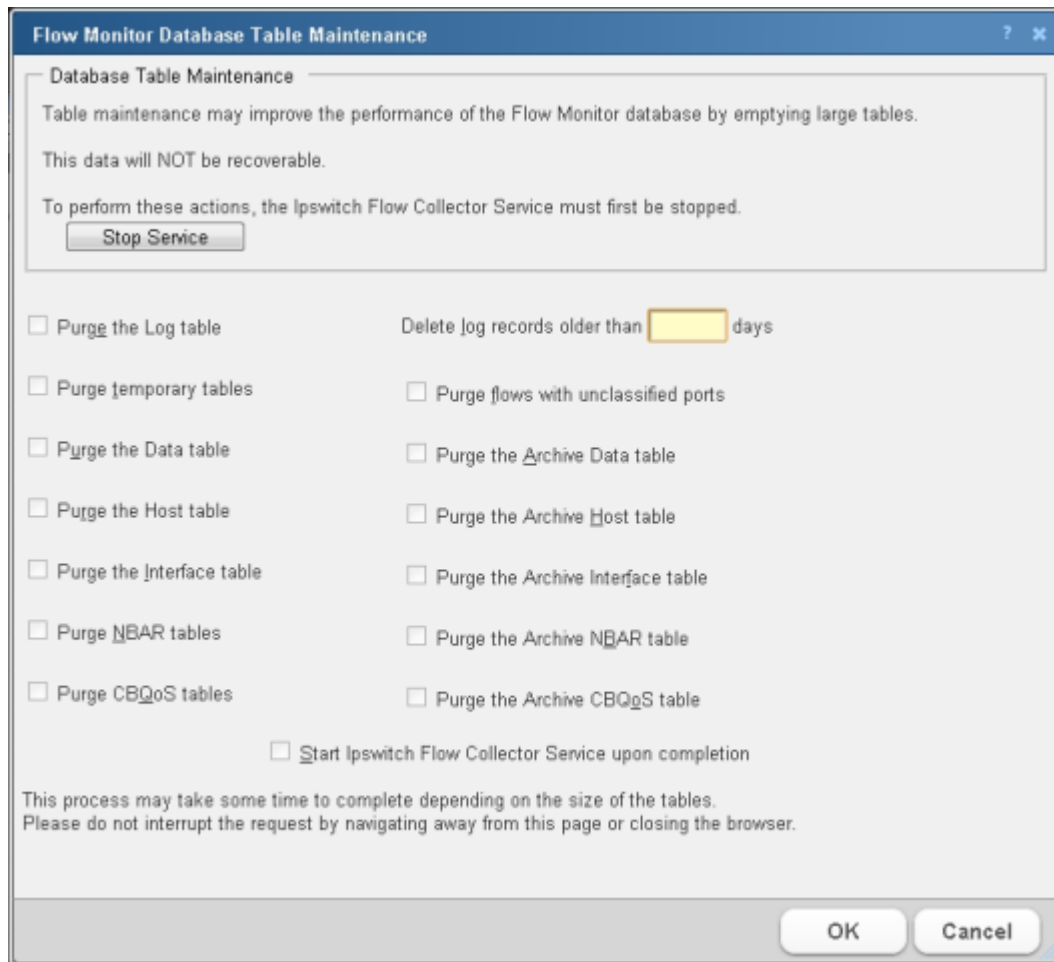 Flow Monitor Database Table Maintenance ?
Database Table Maintenance
Table maintenance may improve the performance of the Flow Monitor database by emptying large tables.
This data will NOT be recoverable.
To perform these actions, the Ipswitch Flow Collector Service must first be stopped.
Stop Service
Purge the Log table
Delete log records older than days
Purge temporary tables
Purge flows with unclassified ports
Purge the Data table
Purge the Archive Data table
Purge the Host table
Purge the Archive Host table
Purge the Interface table
Purge the Archive Interface table
Purge NBAR tables
Purge the Archive NBAR table
Purge CBQoS tables
Purge the Archive CBQoS table
Start Ipswitch Flow Collector Service upon completion
This process may take some time to complete depending on the size of the tables.
Please do not interrupt the request by navigating away from this page or closing the browser.
OK Cancel